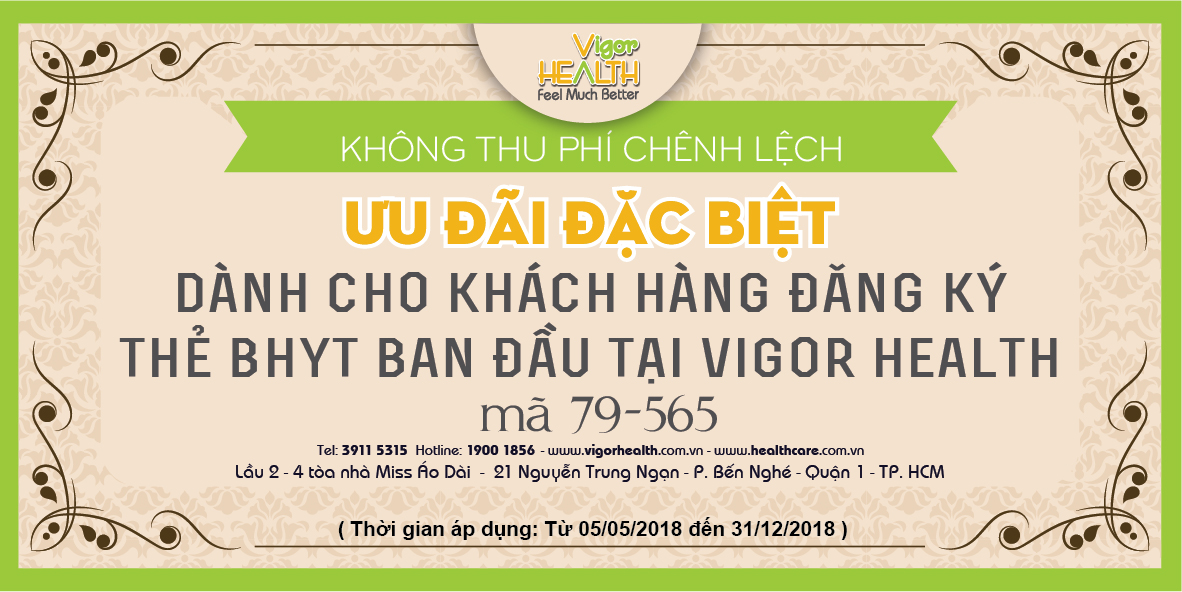 Vigor
HEALTH
Feel Much Better
KHÔNG THU PHÍ CHÊNH LỆCH
ƯU ĐÃI ĐẶC BIỆT
DÀNH CHO KHÁCH HÀNG ĐĂNG KÝ
THẺ BHYT BAN ĐẦU TẠI VIGOR HEALTH
mã 79-565
Tel: 3911 5315 Hotline: 1900 1856 - www.vigorhealth.com.vn - www.healthcare.com.vn
Lầu 2 - 4 tòa nhà Miss Áo Dài - 21 Nguyễn Trung Ngạn - P. Bến Nghé - Quận 1 - TP. HCM
( Thời gian áp dụng: Từ 05/05/2018 đến 31/12/2018 )